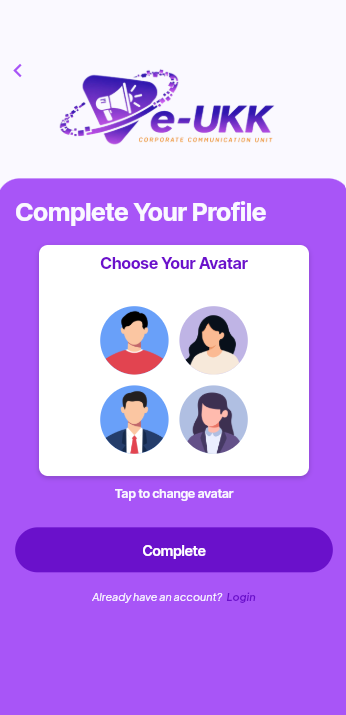 e-UKK
CORPORATE COMMUNICATION UNIT
Complete Your Profile
Choose Your Avatar
Tap to change avatar
Complete
Already have an account? Login